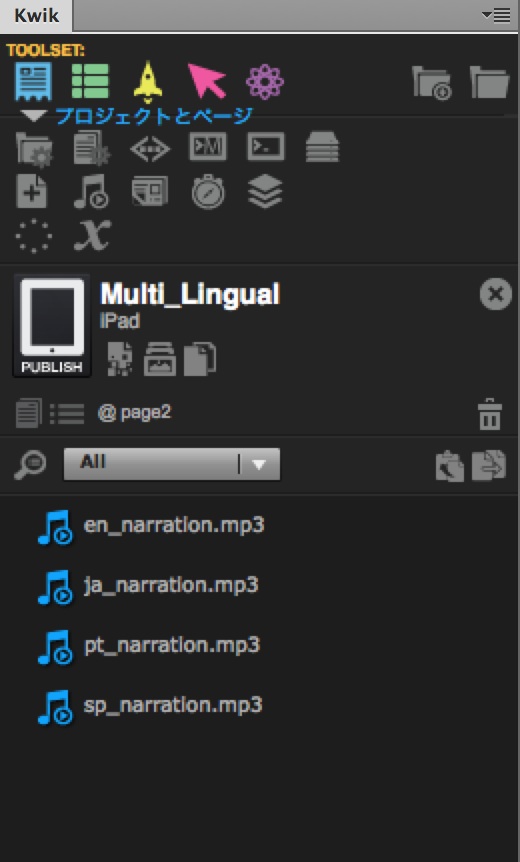 Kwik
TOOLSET:
プロジェクトとページ
Multi_Lingual
iPad
PUBLISH
@ page2
All
en_narration.mp3
ja_narration.mp3
pt_narration.mp3
sp_narration.mp3